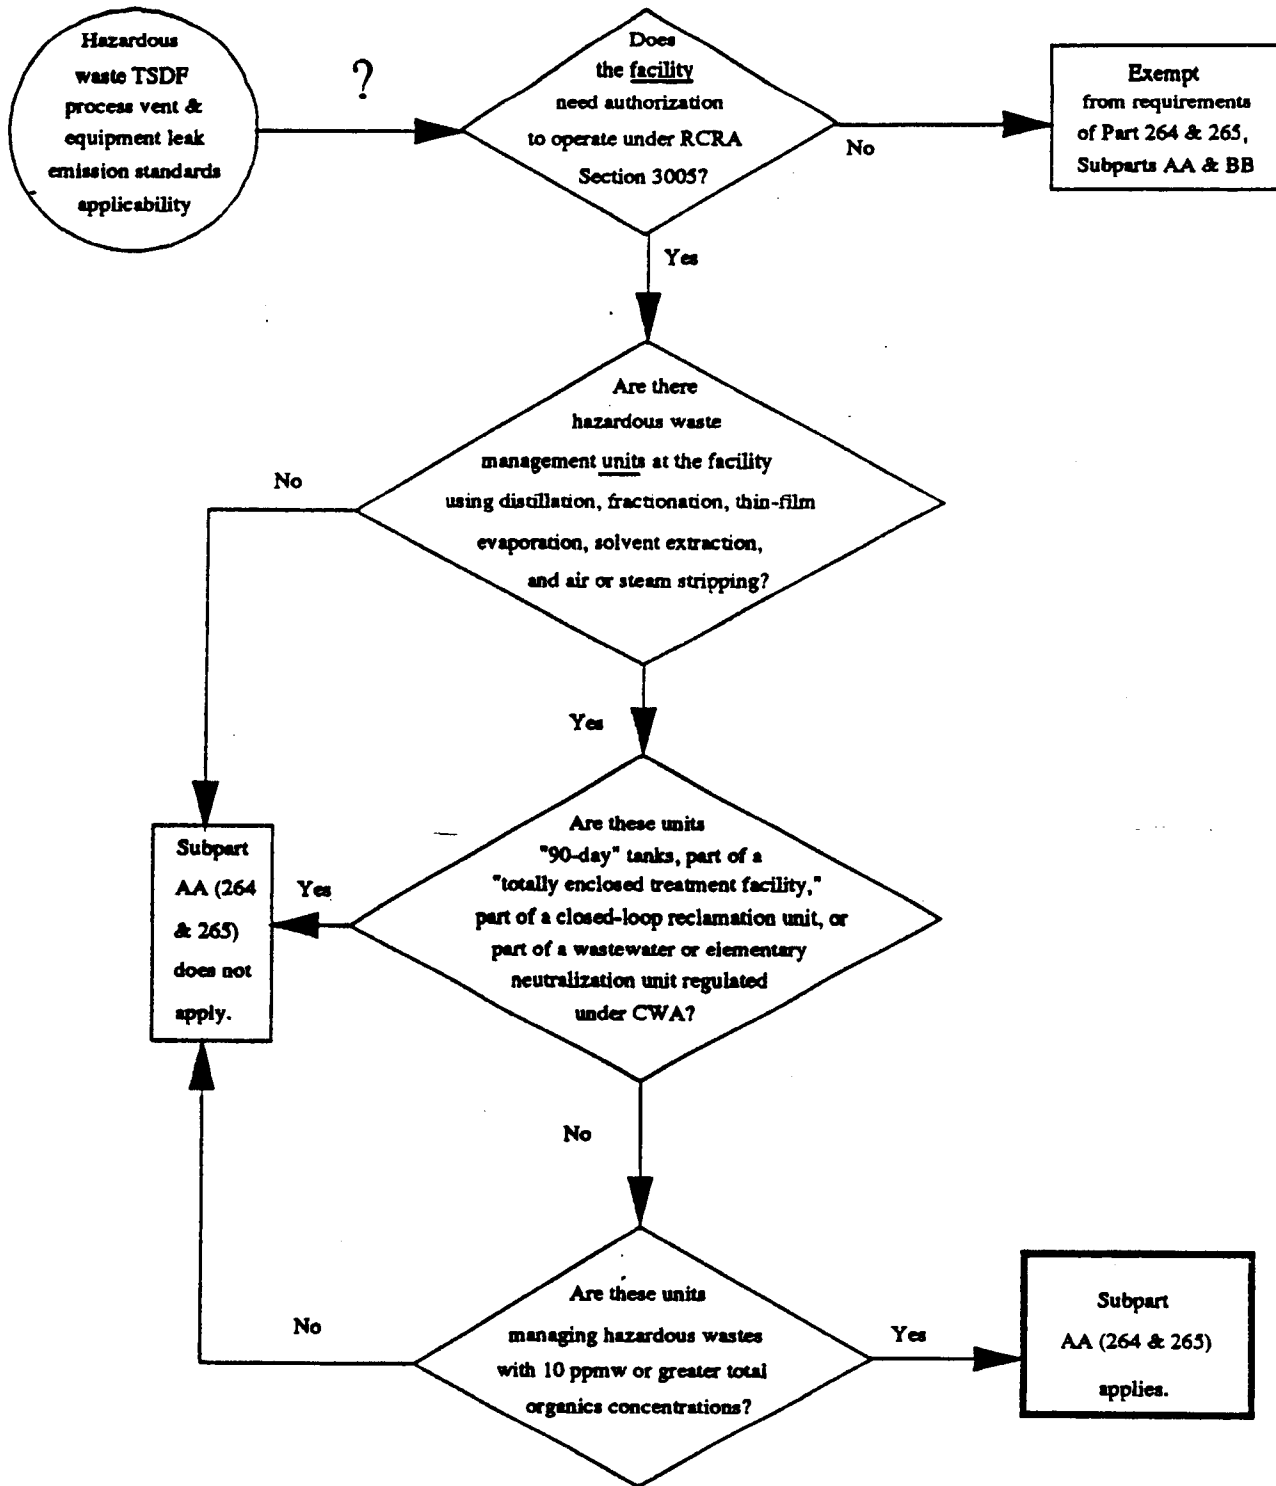 Hazardous
waste TSDF
process vent &
equipment leak
emission standards
applicability
?
Does
the facility
need authorization
to operate under RCRA
Section 3005?
No
Exempt
from requirements
of Part 264 & 265,
Subparts AA & BB
Yes
Are there
hazardous waste
management units at the facility
using distillation, fractionation, thin-film
evaporation, solvent extraction,
and air or steam stripping?
No
Yes
Are these units
"90-day" tanks, part of a
"totally enclosed treatment facility,"
part of a closed-loop reclamation unit, or
part of a wastewater or elementary
neutralization unit regulated
under CWA?
Yes
Subpart
AA (264
& 265)
does not
apply.
No
Are these units
managing hazardous wastes
with 10 ppmw or greater total
organics concentrations?
No
Yes
Subpart
AA (264 & 265)
applies.